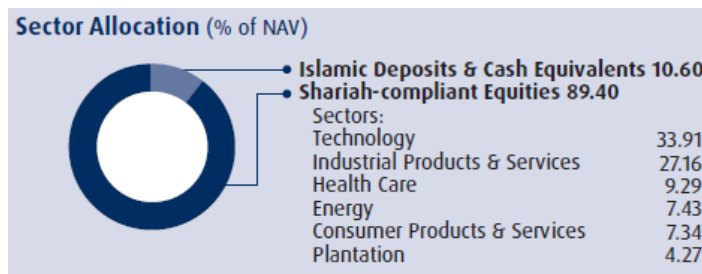 Sector Allocation (% of NAV)
Islamic Deposits & Cash Equivalents 10.60
Shariah-compliant Equities 89.40
Sectors:
Technology 33.91
Industrial Products & Services 27.16
Health Care 9.29
Energy 7.43
Consumer Products & Services 7.34
Plantation 4.27